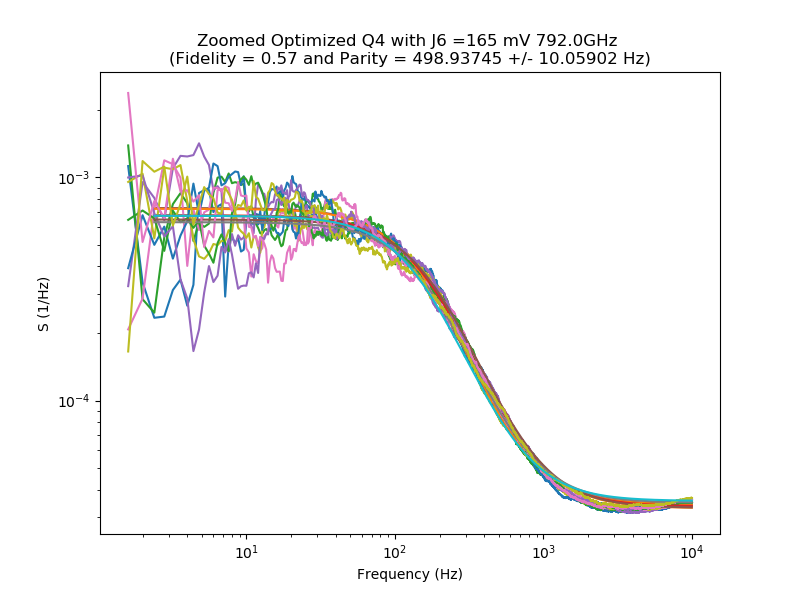 Zoomed Optimized Q4 with J6 =165 mV 792.0GHz
(Fidelity = 0.57 and Parity = 498.93745 +/- 10.05902 Hz)
S (1/Hz)
10⁻³
10⁻⁴
10¹ 10² 10³ 10⁴
Frequency (Hz)